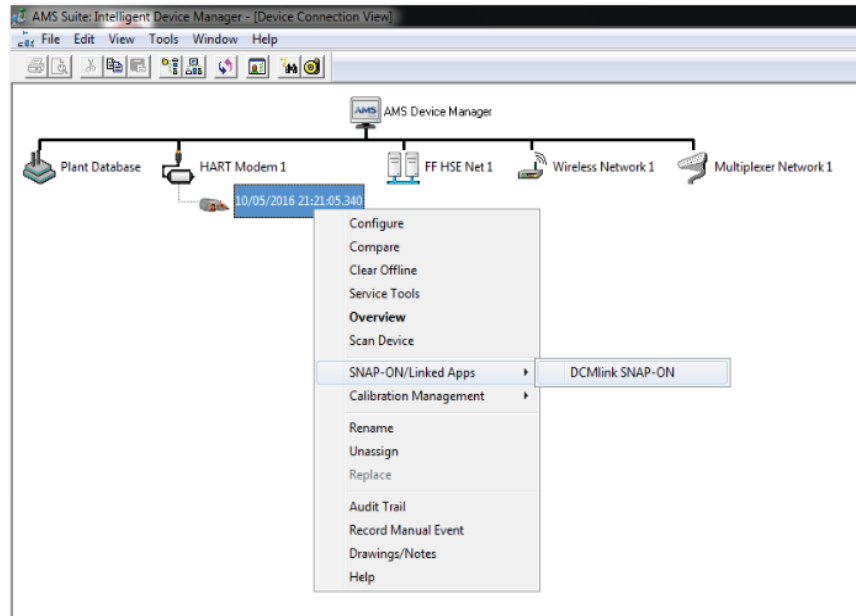 AMS Suite: Intelligent Device Manager - [Device Connection View]
File Edit View Tools Window Help
AMS AMS Device Manager
Plant Database HART Modem 1 FF HSE Net 1 Wireless Network 1 Multiplexer Network 1
10/05/2016 21:21:05.340
Configure
Compare
Clear Offline
Service Tools
Overview
Scan Device
SNAP-ON/Linked Apps DCMlink SNAP-ON
Calibration Management
Rename
Unassign
Replace
Audit Trail
Record Manual Event
Drawings/Notes
Help